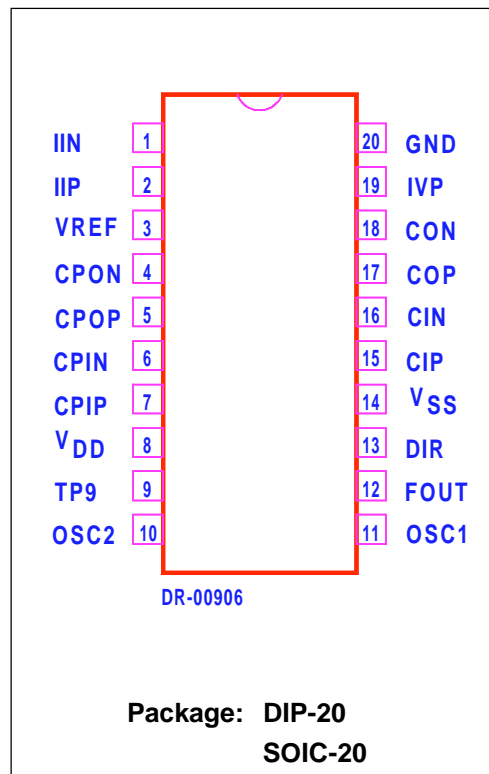 IIN 1 20 GND
IIP 2 19 IVP
VREF 3 18 CON
CPON 4 17 COP
CPOP 5 16 CIN
CPIN 6 15 CIP
CPIP 7 14 VSS
VDD 8 13 DIR
TP9 9 12 FOUT
OSC2 10 11 OSC1
DR-00906
Package: DIP-20
SOIC-20